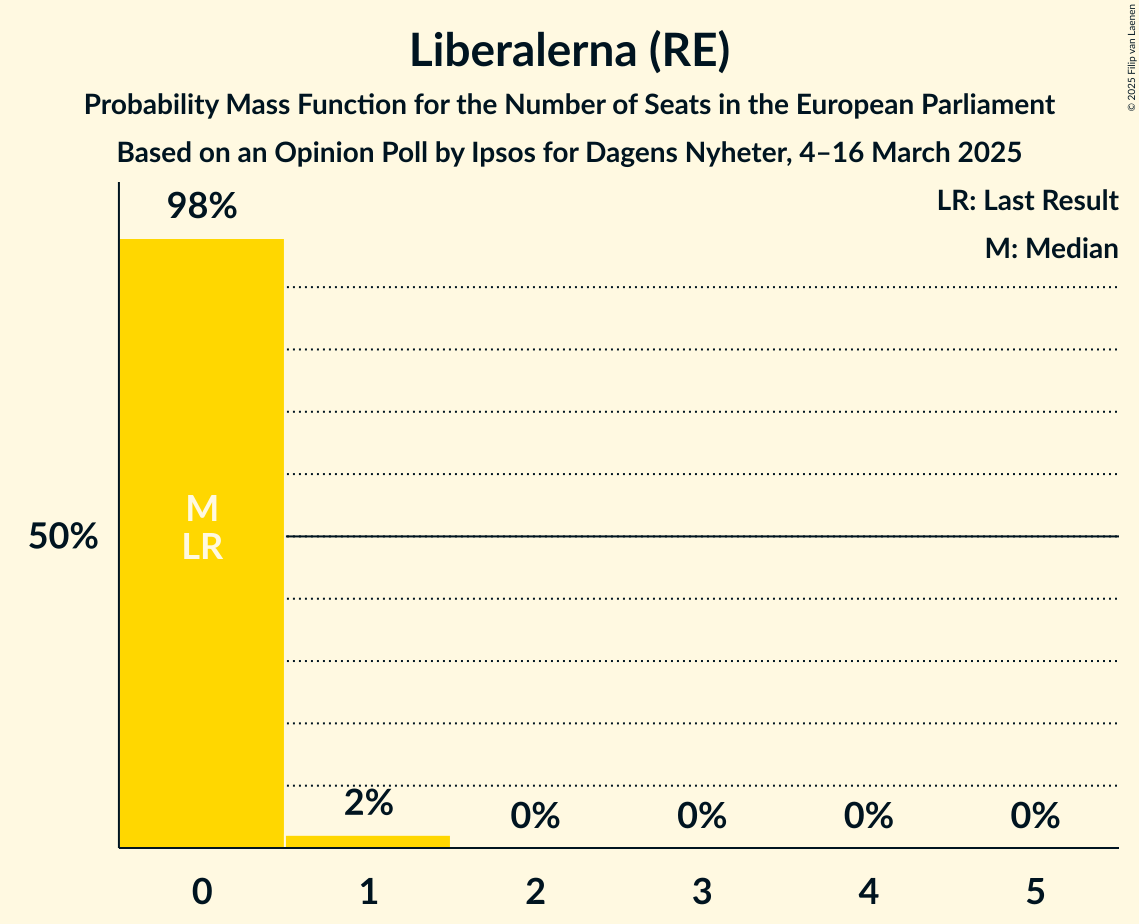 Liberalerna (RE)
Probability Mass Function for the Number of Seats in the European Parliament
Based on an Opinion Poll by Ipsos for Dagens Nyheter, 4–16 March 2025
© 2025 Filip van Laenen
LR: Last Result
M: Median
98%
M
LR
50%
2%
0%
0%
0%
0%
0
1
2
3
4
5